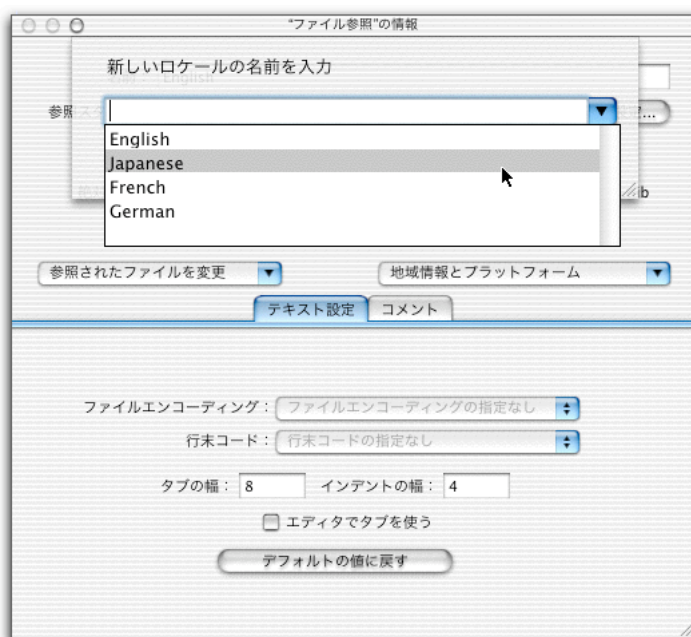 “ファイル参照”の情報
新しいロケールの名前を入力
English
参照
...
English
Japanese
French
German
b
参照されたファイルを変更
地域情報とプラットフォーム
テキスト設定
コメント
ファイルエンコーディング：
ファイルエンコーディングの指定なし
行末コード：
行末コードの指定なし
タブの幅： 8 インデントの幅： 4
エディタでタブを使う
デフォルトの値に戻す